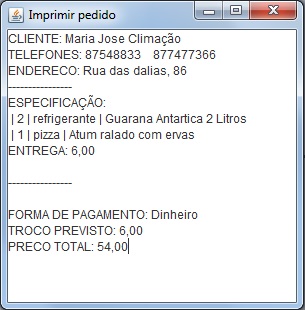 Imprimir pedido
CLIENTE: Maria Jose Climação
TELEFONES: 87548833 877477366
ENDERECO: Rua das dalias, 86
----------------
ESPECIFICAÇÃO:
| 2 | refrigerante | Guarana Antartica 2 Litros
| 1 | pizza | Atum ralado com ervas
ENTREGA: 6,00
----------------
FORMA DE PAGAMENTO: Dinheiro
TROCO PREVISTO: 6,00
PRECO TOTAL: 54,00